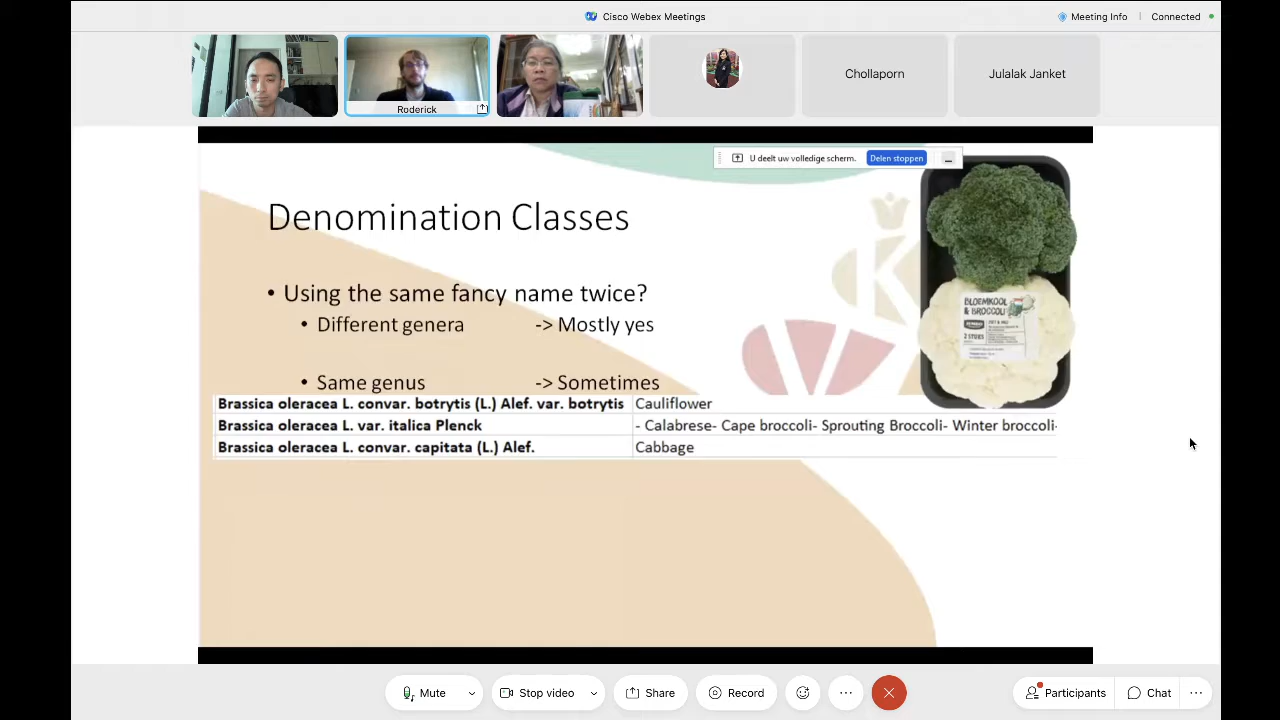 Cisco Webex Meetings
Meeting Info
Connected
Roderick
Chollaporn
Julalak Janket
U deelt uw volledige scherm.
Delen stoppen
Denomination Classes
• Using the same fancy name twice?
• Different genera -> Mostly yes
• Same genus -> Sometimes
Brassica oleracea L. convar. botrytis (L.) Alef. var. botrytis Cauliflower
Brassica oleracea L. var. italica Plenck - Calabrese- Cape broccoli- Sprouting Broccoli- Winter broccoli-
Brassica oleracea L. convar. capitata (L.) Alef. Cabbage
BLOEMKOOL
& BROCCOLI
2 STUKS
K
Mute
Stop video
Share
Record
Participants
Chat